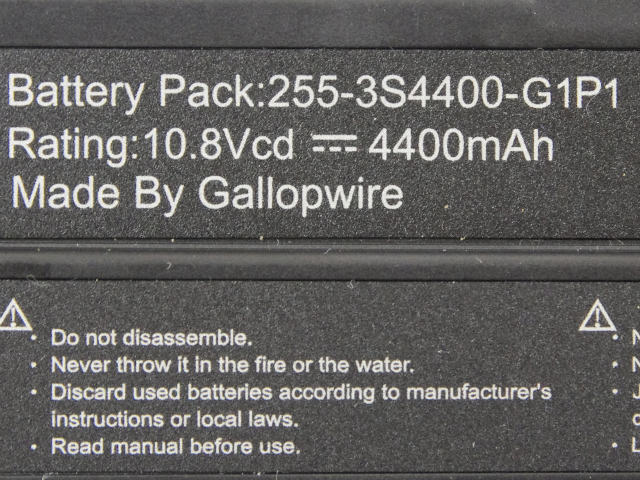 Battery Pack:255-3S4400-G1P1
Rating:10.8Vcd ⎓ 4400mAh
Made By Gallopwire
• Do not disassemble.
• Never throw it in the fire or the water.
• Discard used batteries according to manufacturer's
instructions or local laws.
• Read manual before use.